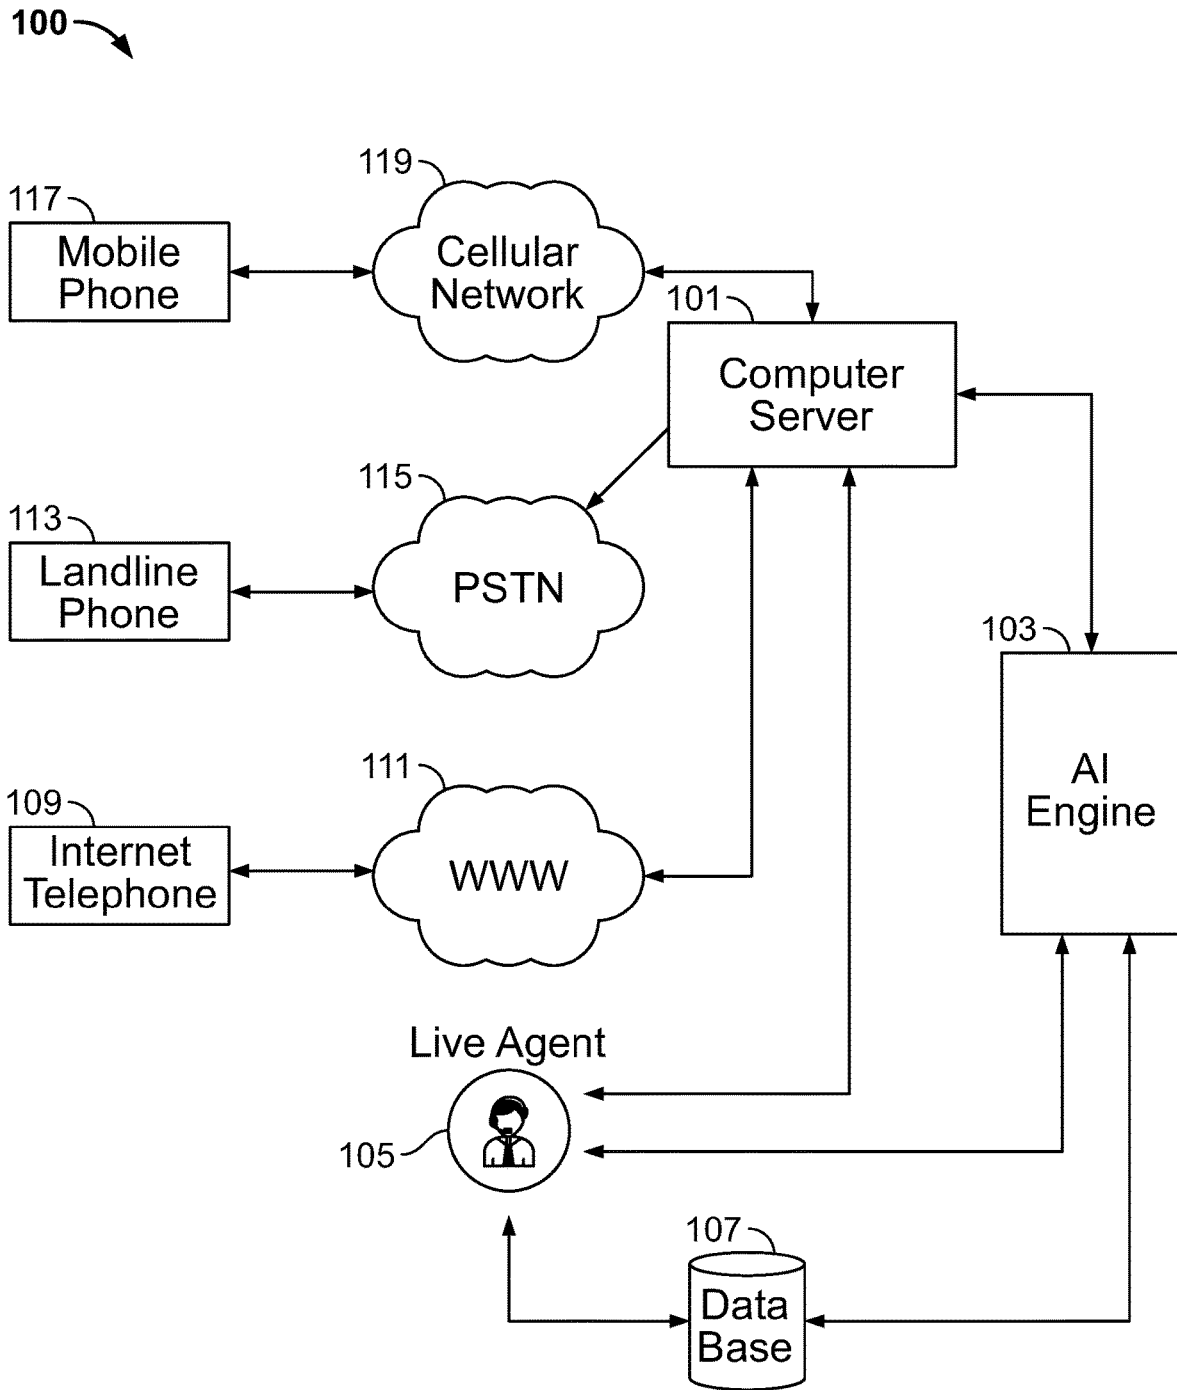 100
119
117
Mobile
Phone
Cellular
Network
101
Computer
Server
115
113
Landline
Phone
PSTN
103
AI
Engine
111
109
Internet
Telephone
WWW
Live Agent
105
107
Data
Base